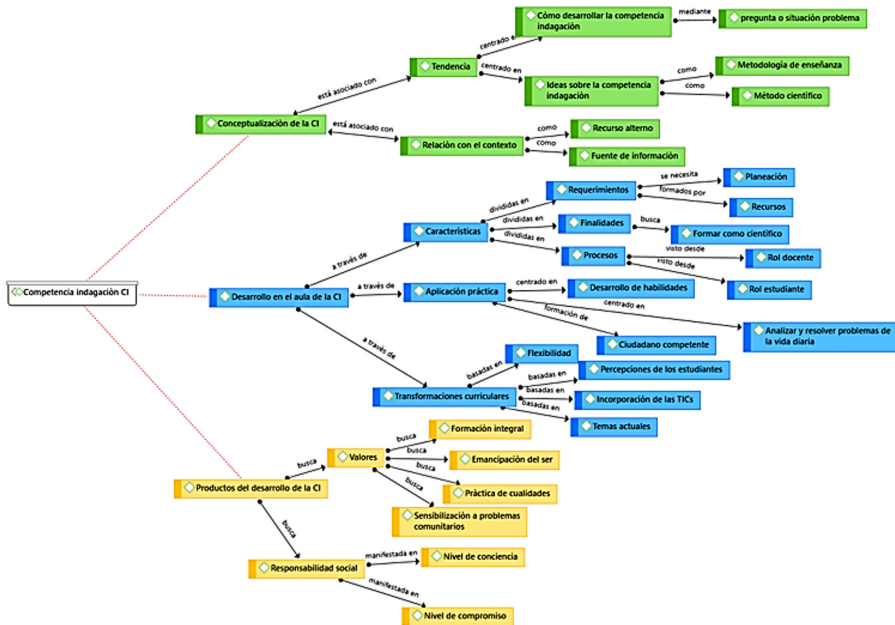 Cómo desarrollar la competencia
indagación
mediante
pregunta o situación problema
centrado en
Tendencia
centrado en
Ideas sobre la competencia
indagación
como
Metodología de enseñanza
como
Método científico
está asociado con
Conceptualización de la CI
está asociado con
Relación con el contexto
como
Recurso alterno
como
Fuente de información
Competencia indagación CI
Desarrollo en el aula de la CI
a través de
Características
divididas en
Requerimientos
se necesita
Planeación
formados por
Recursos
divididas en
Finalidades
busca
Formar como científico
divididas en
Procesos
visto desde
Rol docente
visto desde
Rol estudiante
a través de
Aplicación práctica
centrado en
Desarrollo de habilidades
centrado en
Analizar y resolver problemas de
la vida diaria
formación de
Ciudadano competente
a través de
Transformaciones curriculares
basadas en
Flexibilidad
basadas en
Percepciones de los estudiantes
basadas en
Incorporación de las TICs
basadas en
Temas actuales
Productos del desarrollo de la CI
busca
Valores
busca
Formación integral
busca
Emancipación del ser
busca
Práctica de cualidades
busca
Sensibilización a problemas
comunitarios
busca
Responsabilidad social
manifestada en
Nivel de conciencia
manifestada en
Nivel de compromiso